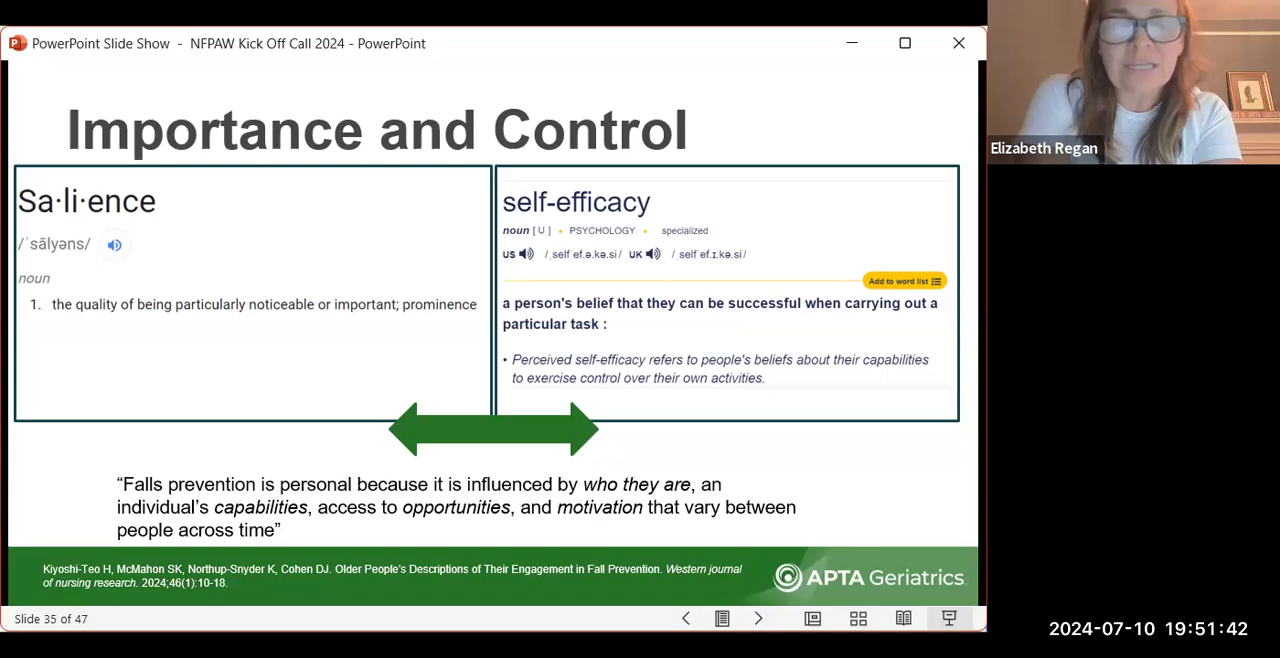 PowerPoint Slide Show - NFPAW Kick Off Call 2024 - PowerPoint
Importance and Control
Sa·li·ence
/ˈsālyəns/
noun
1. the quality of being particularly noticeable or important; prominence
self-efficacy
noun [ U ] • PSYCHOLOGY • specialized
US /ˌself ˈef.ə.kə.si/ UK /ˌself ˈef.ɪ.kə.si/
Add to word list
a person's belief that they can be successful when carrying out a
particular task :
• Perceived self-efficacy refers to people's beliefs about their capabilities
to exercise control over their own activities.
“Falls prevention is personal because it is influenced by who they are, an
individual’s capabilities, access to opportunities, and motivation that vary between
people across time”
Kiyoshi-Teo H, McMahon SK, Northup-Snyder K, Cohen DJ. Older People’s Descriptions of Their Engagement in Fall Prevention. Western journal
of nursing research. 2024;46(1):10-18.
APTA Geriatrics
Slide 35 of 47
Elizabeth Regan
2024-07-10 19:51:42